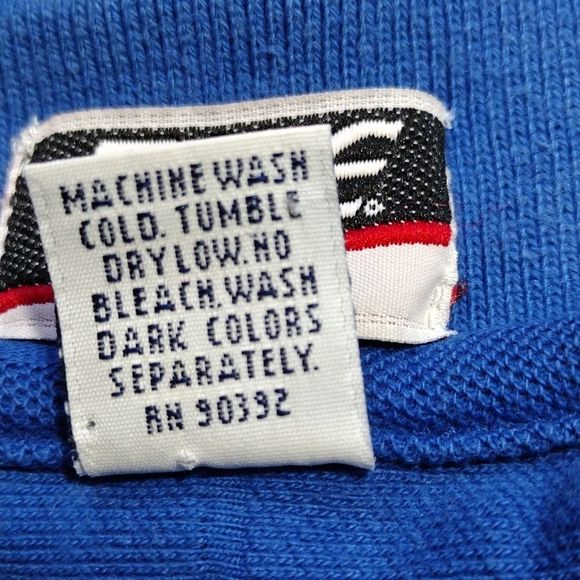 MACHINE WASH
COLD. TUMBLE
DRY LOW. NO
BLEACH. WASH
DARK COLORS
SEPARATELY.
RN 90392